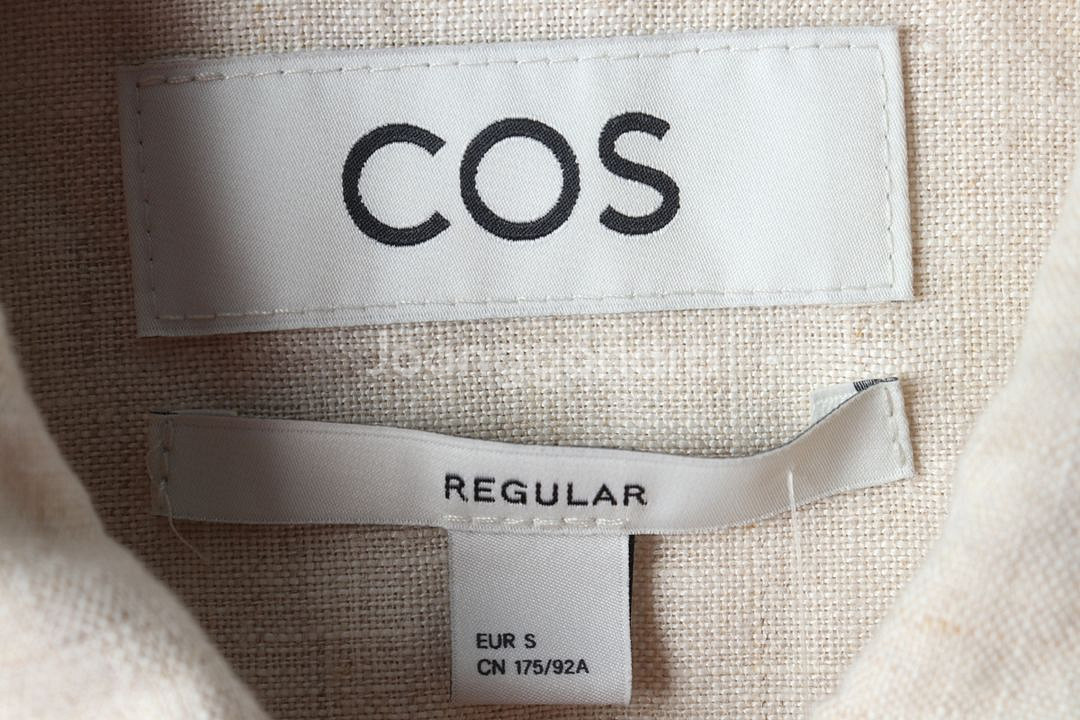 COS
REGULAR
EUR S
CN 175/92A